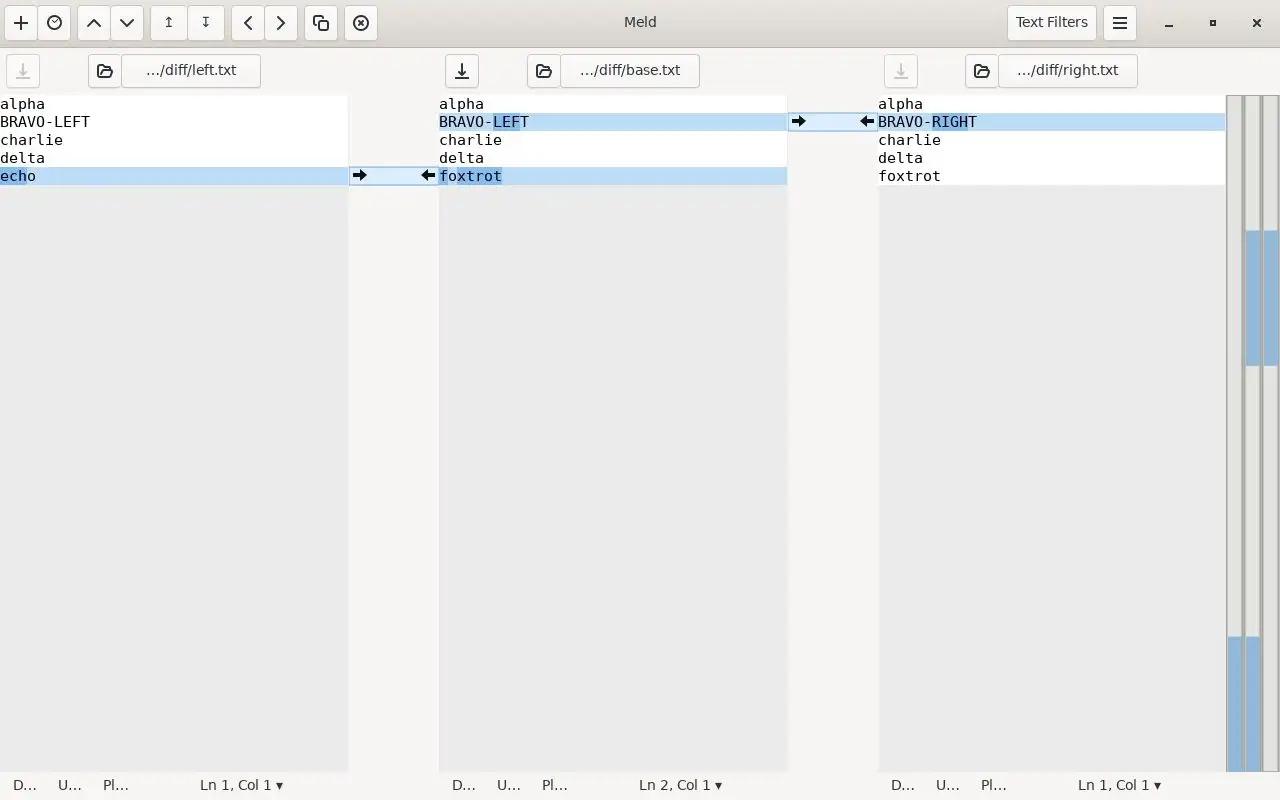 Meld
Text Filters
.../diff/left.txt
.../diff/base.txt
.../diff/right.txt
alpha
BRAVO-LEFT
charlie
delta
echo
alpha
BRAVO-LEFT
charlie
delta
foxtrot
alpha
BRAVO-RIGHT
charlie
delta
foxtrot
D... U... Pl... Ln 1, Col 1
D... U... Pl... Ln 2, Col 1
D... U... Pl... Ln 1, Col 1